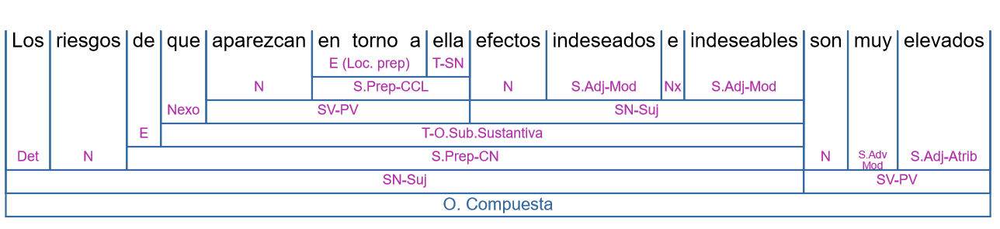 Los riesgos de que aparezcan en torno a ella efectos indeseados e indeseables son muy elevados
E (Loc. prep) T-SN
N S.Prep-CCL N S.Adj-Mod Nx S.Adj-Mod
Nexo SV-PV SN-Suj
E T-O.Sub.Sustantiva
Det N S.Prep-CN N S.Adv Mod S.Adj-Atrib
SN-Suj SV-PV
O. Compuesta